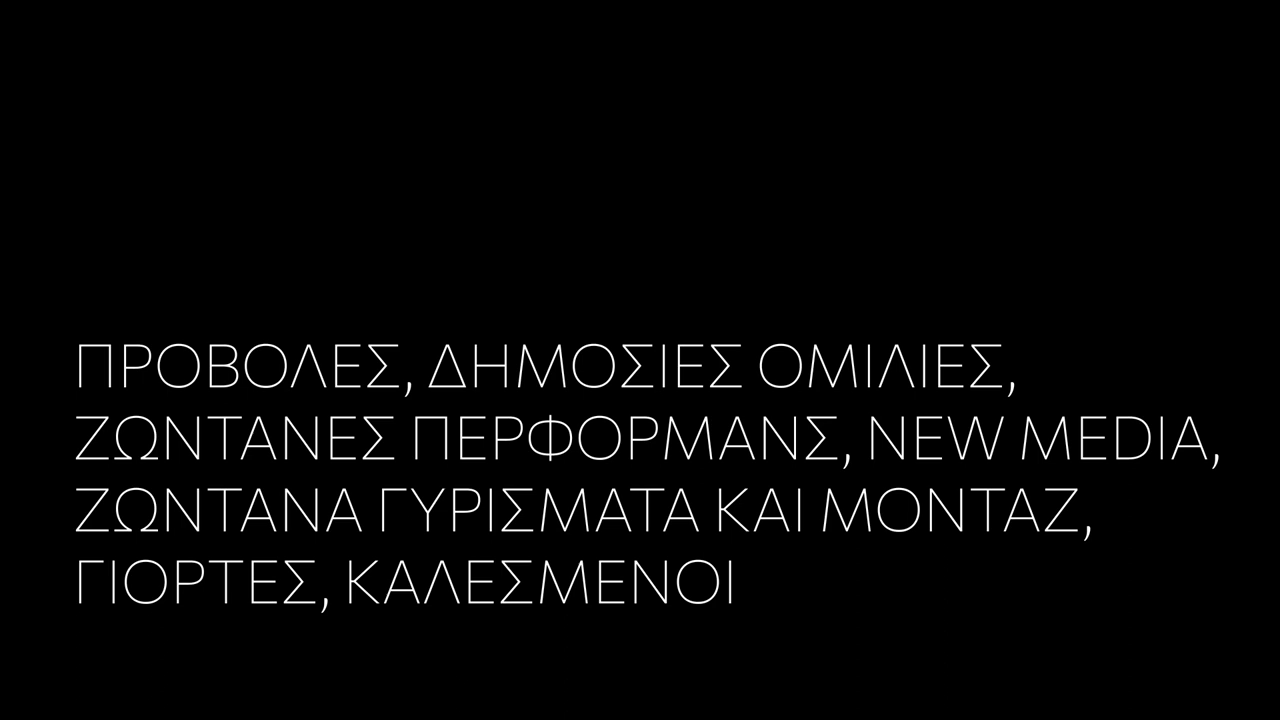 ΠΡΟΒΟΛΕΣ, ΔΗΜΟΣΙΕΣ ΟΜΙΛΙΕΣ,
ΖΩΝΤΑΝΕΣ ΠΕΡΦΟΡΜΑΝΣ, NEW MEDIA,
ΖΩΝΤΑΝΑ ΓΥΡΙΣΜΑΤΑ ΚΑΙ ΜΟΝΤΑΖ,
ΓΙΟΡΤΕΣ, ΚΑΛΕΣΜΕΝΟΙ